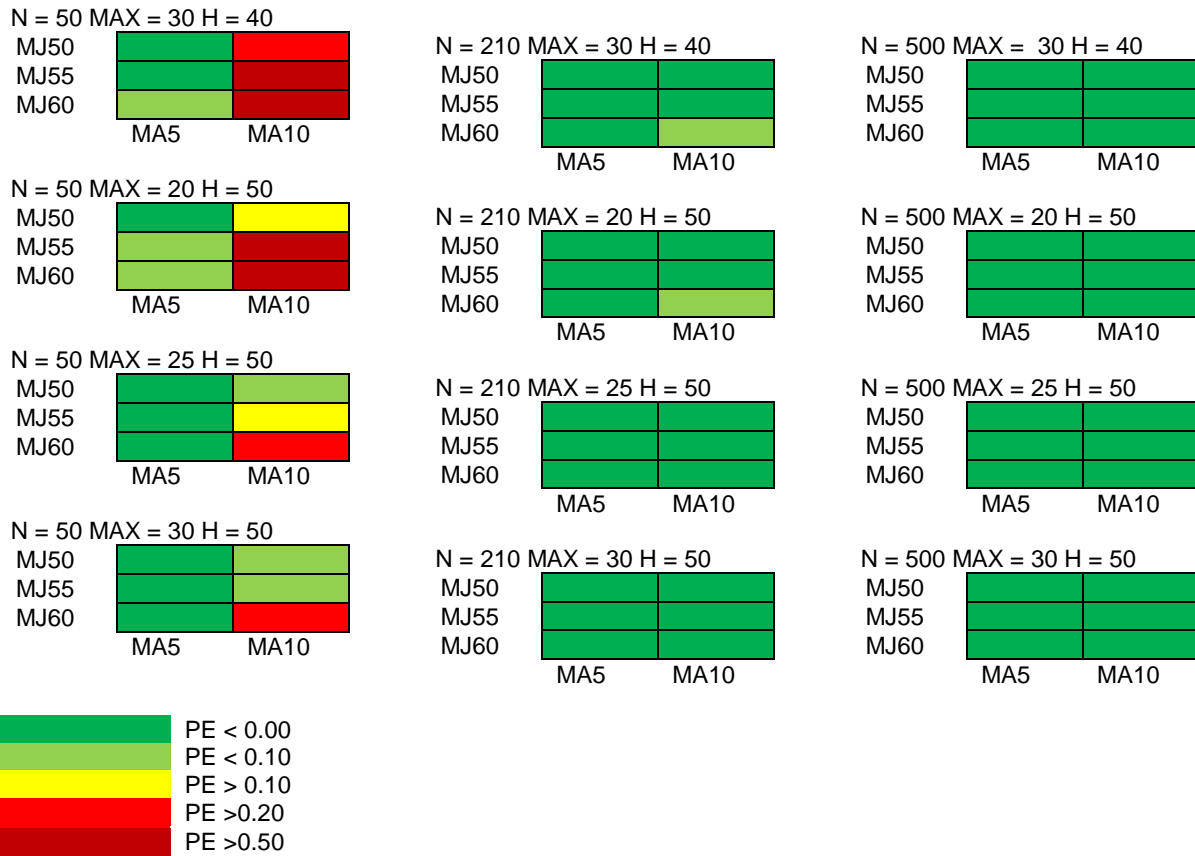 N = 50 MAX = 30 H = 40
MJ50
MJ55
MJ60
MA5 MA10
N = 50 MAX = 20 H = 50
MJ50
MJ55
MJ60
MA5 MA10
N = 50 MAX = 25 H = 50
MJ50
MJ55
MJ60
MA5 MA10
N = 50 MAX = 30 H = 50
MJ50
MJ55
MJ60
MA5 MA10
N = 210 MAX = 30 H = 40
MJ50
MJ55
MJ60
MA5 MA10
N = 210 MAX = 20 H = 50
MJ50
MJ55
MJ60
MA5 MA10
N = 210 MAX = 25 H = 50
MJ50
MJ55
MJ60
MA5 MA10
N = 210 MAX = 30 H = 50
MJ50
MJ55
MJ60
MA5 MA10
N = 500 MAX =  30 H = 40
MJ50
MJ55
MJ60
MA5 MA10
N = 500 MAX = 20 H = 50
MJ50
MJ55
MJ60
MA5 MA10
N = 500 MAX = 25 H = 50
MJ50
MJ55
MJ60
MA5 MA10
N = 500 MAX = 30 H = 50
MJ50
MJ55
MJ60
MA5 MA10
PE < 0.00
PE < 0.10
PE > 0.10
PE >0.20
PE >0.50